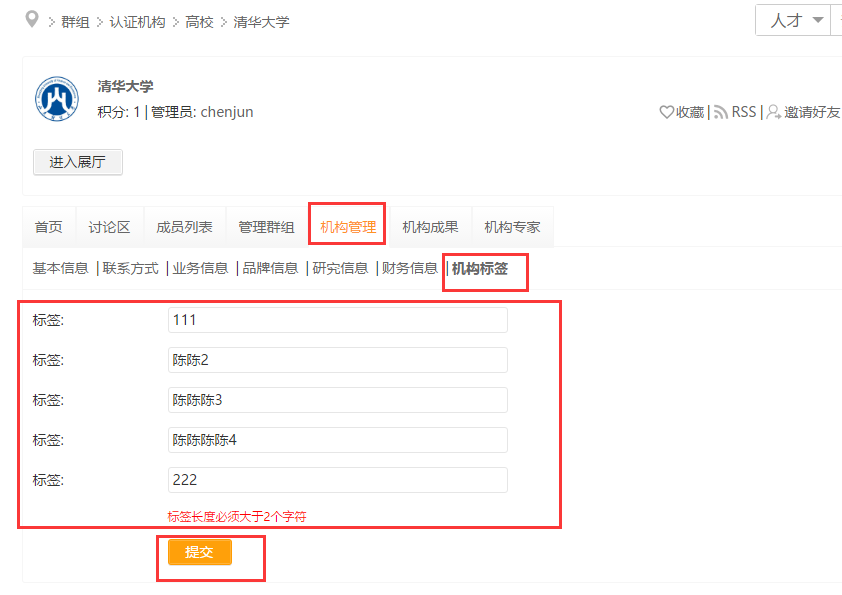 > 群组 > 认证机构 > 高校 > 清华大学
人才
清华大学
积分: 1 | 管理员: chenjun
收藏 | RSS | 邀请好友
进入展厅
首页 讨论区 成员列表 管理群组 机构管理 机构成果 机构专家
基本信息 | 联系方式 | 业务信息 | 品牌信息 | 研究信息 | 财务信息 | 机构标签
标签: 111
标签: 陈陈2
标签: 陈陈陈3
标签: 陈陈陈陈4
标签: 222
标签长度必须大于2个字符
提交